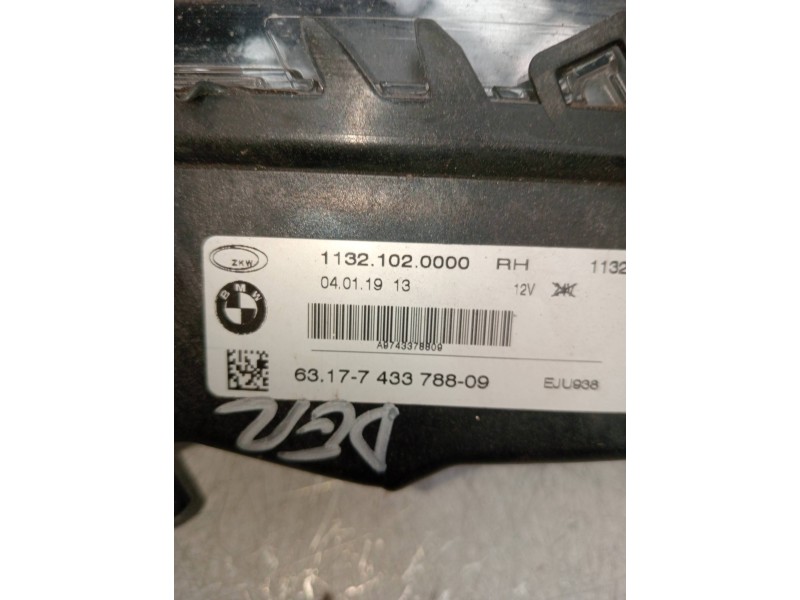 ZKW
1132.102.0000 RH 1132
04.01.19 13 12V
BMW
A9743378809
63.17-7 433 788-09 EJU938